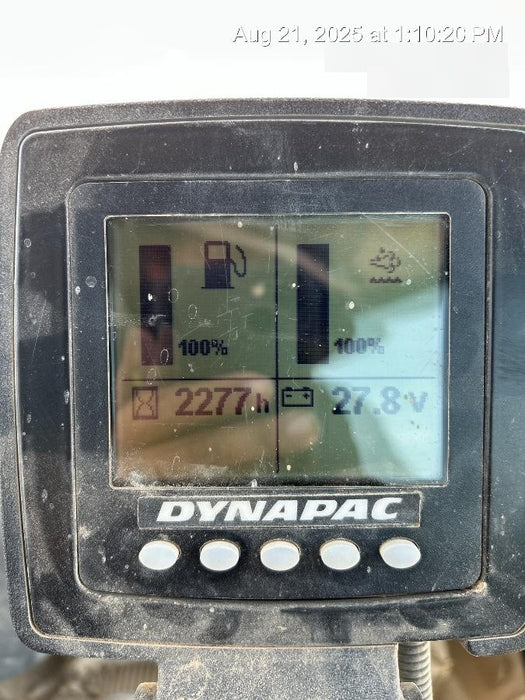 Aug 21, 2025 at 1:10:20 PM
100%
100%
2277h
27.8V
DYNAPAC